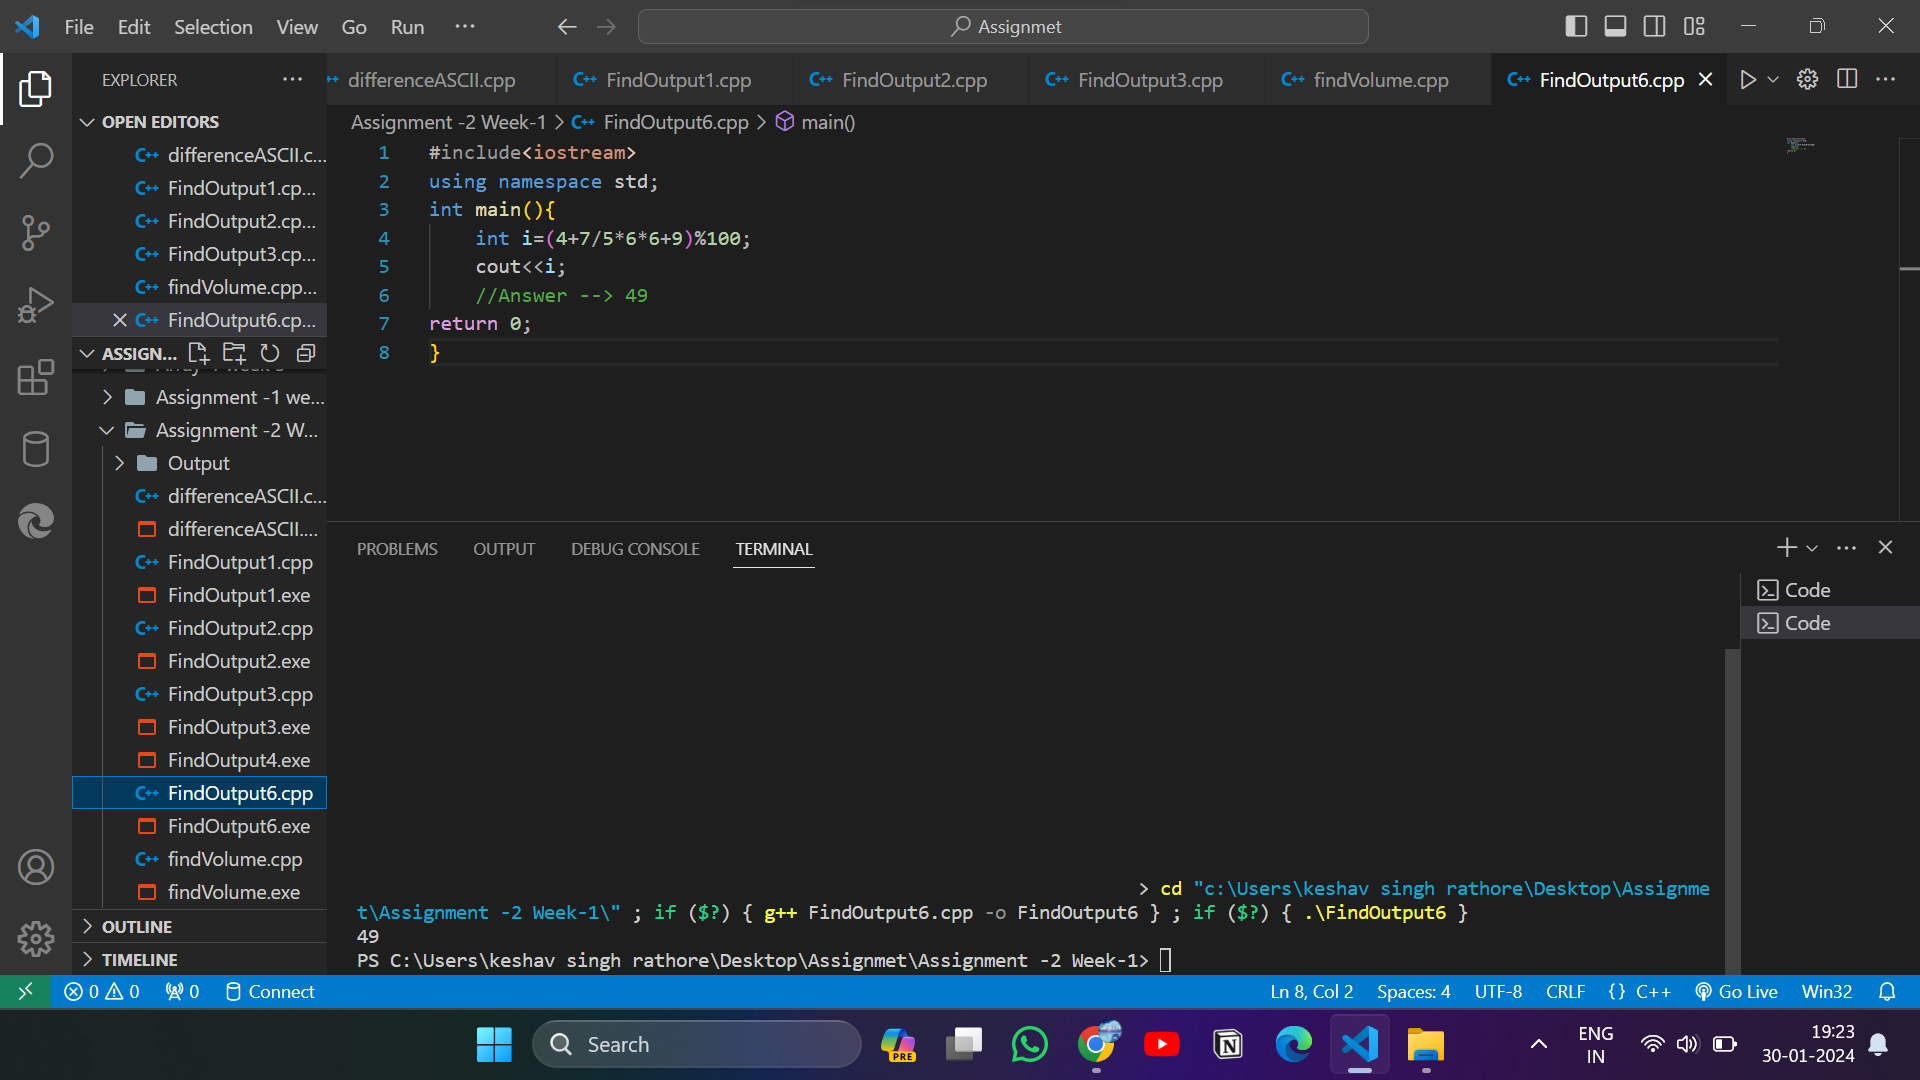 File Edit Selection View Go Run ··· Assignmet
EXPLORER ···
OPEN EDITORS
differenceASCII.c...
FindOutput1.cp...
FindOutput2.cp...
FindOutput3.cp...
findVolume.cpp...
FindOutput6.cp...
ASSIGN...
Assignment -1 we...
Assignment -2 W...
Output
differenceASCII.c...
differenceASCII....
FindOutput1.cpp
FindOutput1.exe
FindOutput2.cpp
FindOutput2.exe
FindOutput3.cpp
FindOutput3.exe
FindOutput4.exe
FindOutput6.cpp
FindOutput6.exe
findVolume.cpp
findVolume.exe
OUTLINE
TIMELINE
differenceASCII.cpp FindOutput1.cpp FindOutput2.cpp FindOutput3.cpp findVolume.cpp FindOutput6.cpp
Assignment -2 Week-1 > FindOutput6.cpp > main()
1 #include<iostream>
2 using namespace std;
3 int main(){
4 int i=(4+7/5*6*6+9)%100;
5 cout<<i;
6 //Answer --> 49
7 return 0;
8 }
PROBLEMS OUTPUT DEBUG CONSOLE TERMINAL
Code
Code
> cd "c:\Users\keshav singh rathore\Desktop\Assignme
t\Assignment -2 Week-1\" ; if ($?) { g++ FindOutput6.cpp -o FindOutput6 } ; if ($?) { .\FindOutput6 }
49
PS C:\Users\keshav singh rathore\Desktop\Assignmet\Assignment -2 Week-1>
0 0 0 Connect Ln 8, Col 2 Spaces: 4 UTF-8 CRLF {} C++ Go Live Win32
Search PRE
ENG
IN
19:23
30-01-2024